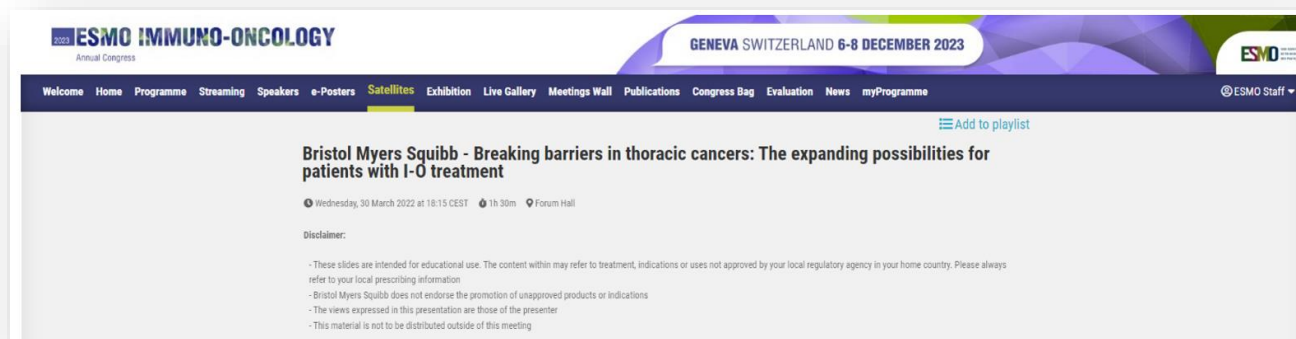 2023 ESMO IMMUNO-ONCOLOGY
Annual Congress
GENEVA SWITZERLAND 6-8 DECEMBER 2023
ESMO
Welcome Home Programme Streaming Speakers e-Posters Satellites Exhibition Live Gallery Meetings Wall Publications Congress Bag Evaluation News myProgramme ESMO Staff
Add to playlist
Bristol Myers Squibb - Breaking barriers in thoracic cancers: The expanding possibilities for
patients with I-O treatment
Wednesday, 30 March 2022 at 18:15 CEST 1h 30m Forum Hall
Disclaimer:
- These slides are intended for educational use. The content within may refer to treatment, indications or uses not approved by your local regulatory agency in your home country. Please always
refer to your local prescribing information
- Bristol Myers Squibb does not endorse the promotion of unapproved products or indications
- The views expressed in this presentation are those of the presenter
- This material is not to be distributed outside of this meeting